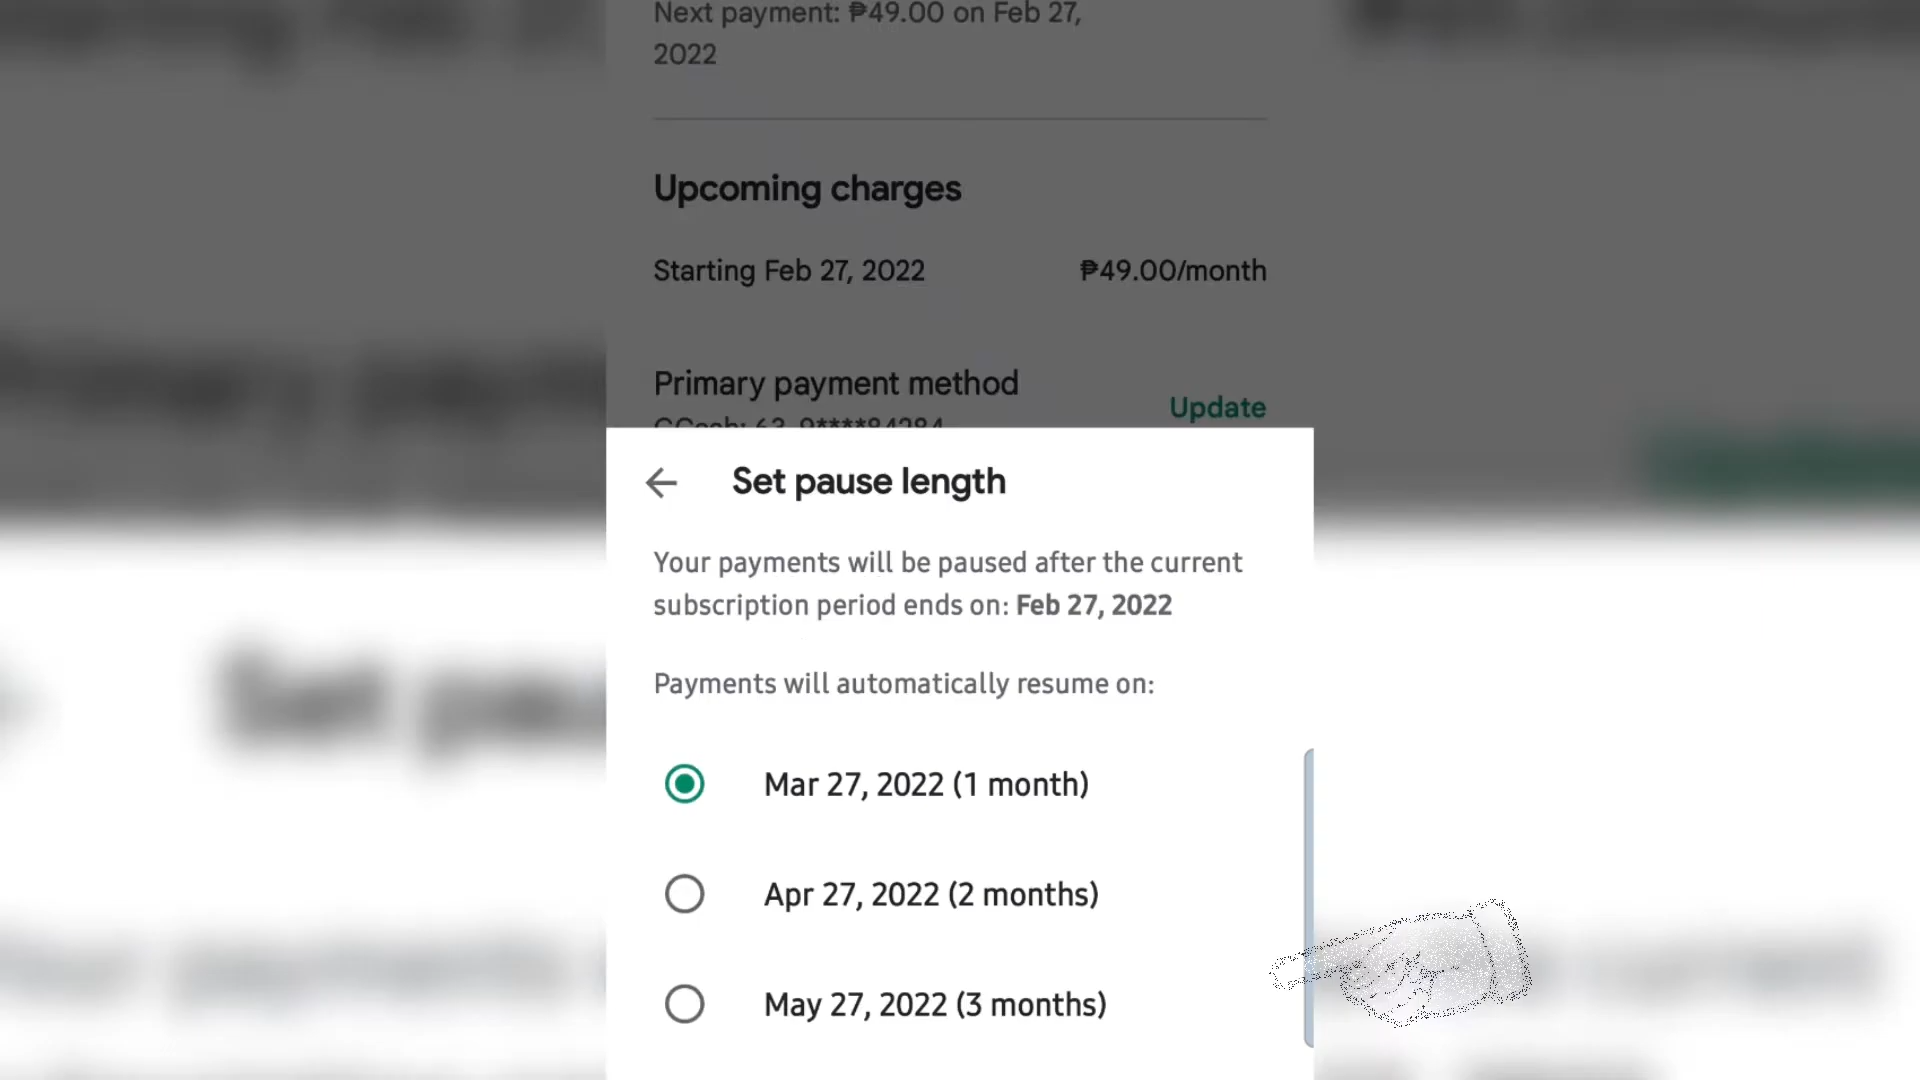 Next payment: ₱49.00 on Feb 27,
2022
Upcoming charges
Starting Feb 27, 2022 ₱49.00/month
Primary payment method
Update
Set pause length
Your payments will be paused after the current
subscription period ends on: Feb 27, 2022
Payments will automatically resume on:
Mar 27, 2022 (1 month)
Apr 27, 2022 (2 months)
May 27, 2022 (3 months)